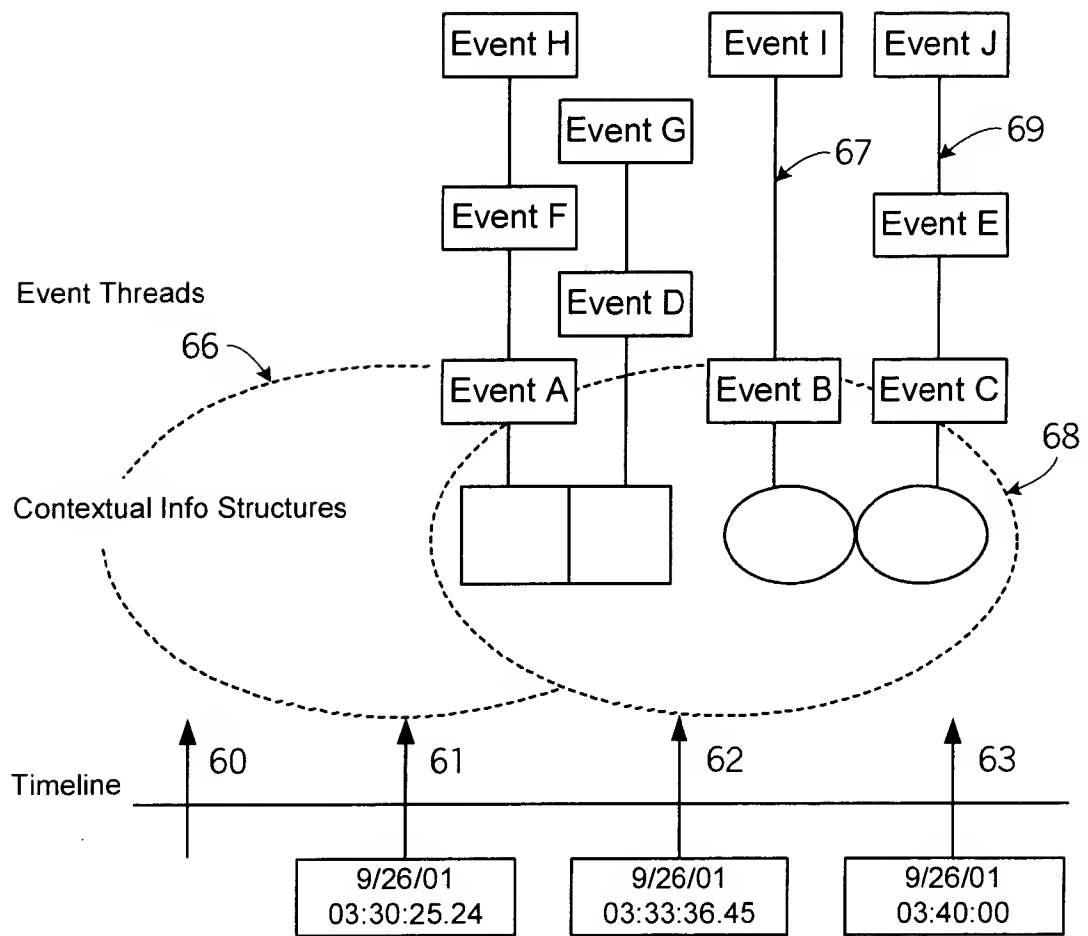 Event H
Event I
Event J
Event G
67
69
Event F
Event E
Event Threads
Event D
66
Event A
Event B
Event C
68
Contextual Info Structures
60
61
62
63
Timeline
9/26/01
03:30:25.24
9/26/01
03:33:36.45
9/26/01
03:40:00